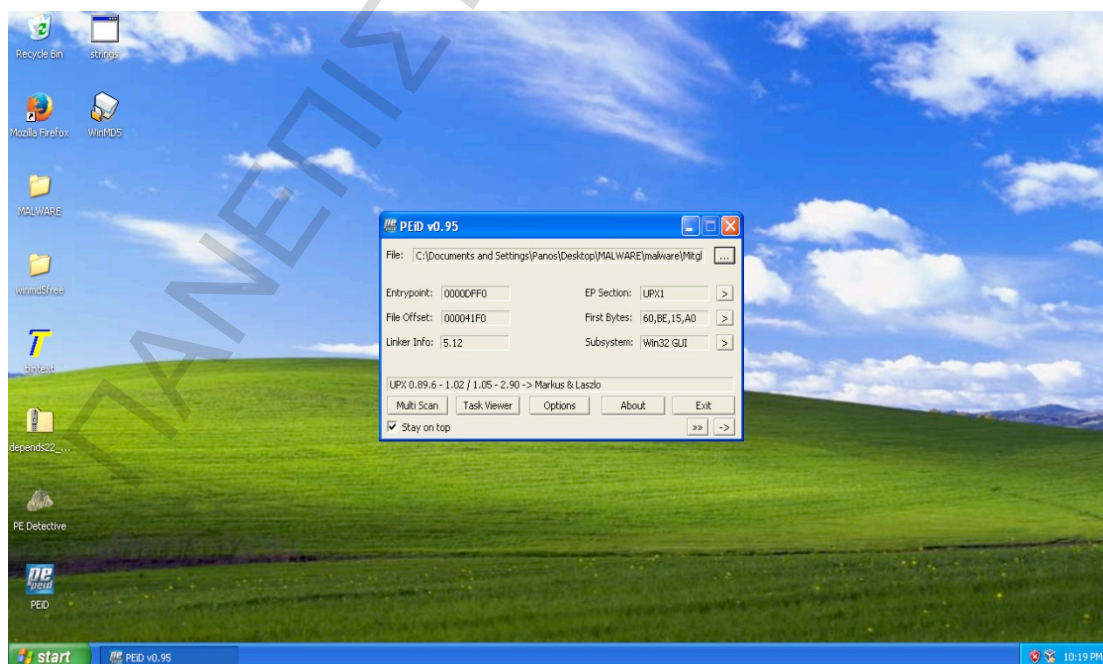 ΠΑΝΕΠΙΣ
Recycle Bin
strings
Mozilla Firefox
WinMD5
MALWARE
winmd5free
bintext
depends22_...
PE Detective
PEiD
PEiD v0.95
File: C:\Documents and Settings\Panos\Desktop\MALWARE\malware\Mitgl ...
Entrypoint: 0000DFF0 EP Section: UPX1 >
File Offset: 000041F0 First Bytes: 60,BE,15,A0 >
Linker Info: 5.12 Subsystem: Win32 GUI >
UPX 0.89.6 - 1.02 / 1.05 - 2.90 -> Markus & Laszlo
Multi Scan Task Viewer Options About Exit
Stay on top >> ->
start PEiD v0.95 10:19 PM